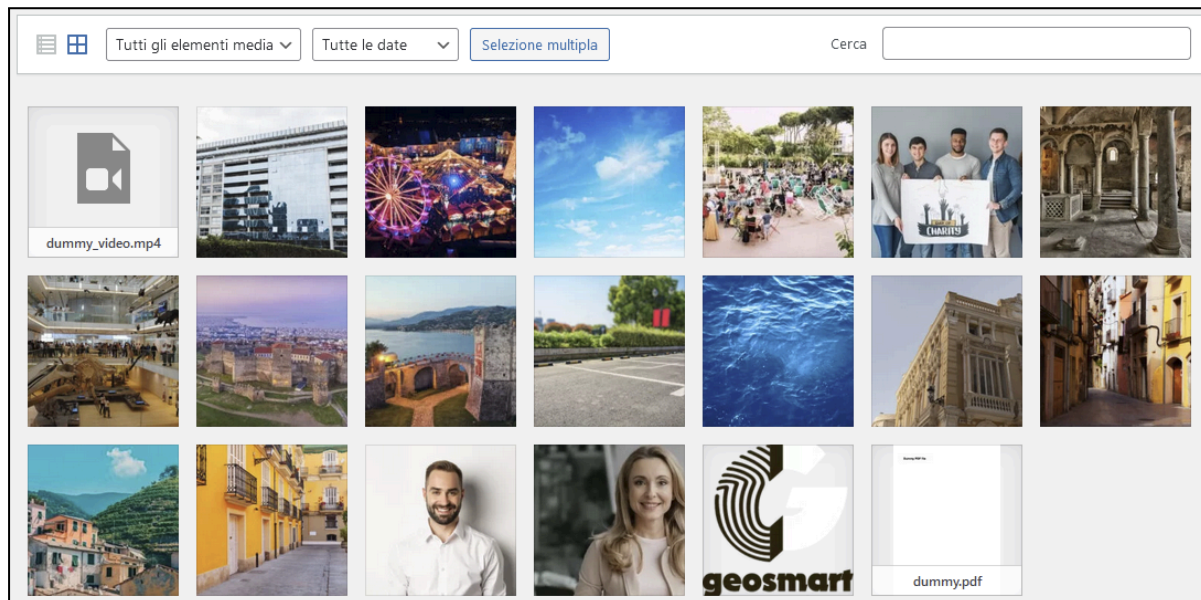 Tutti gli elementi media
Tutte le date
Selezione multipla
Cerca
dummy_video.mp4
CHARITY
geosmart
dummy.pdf